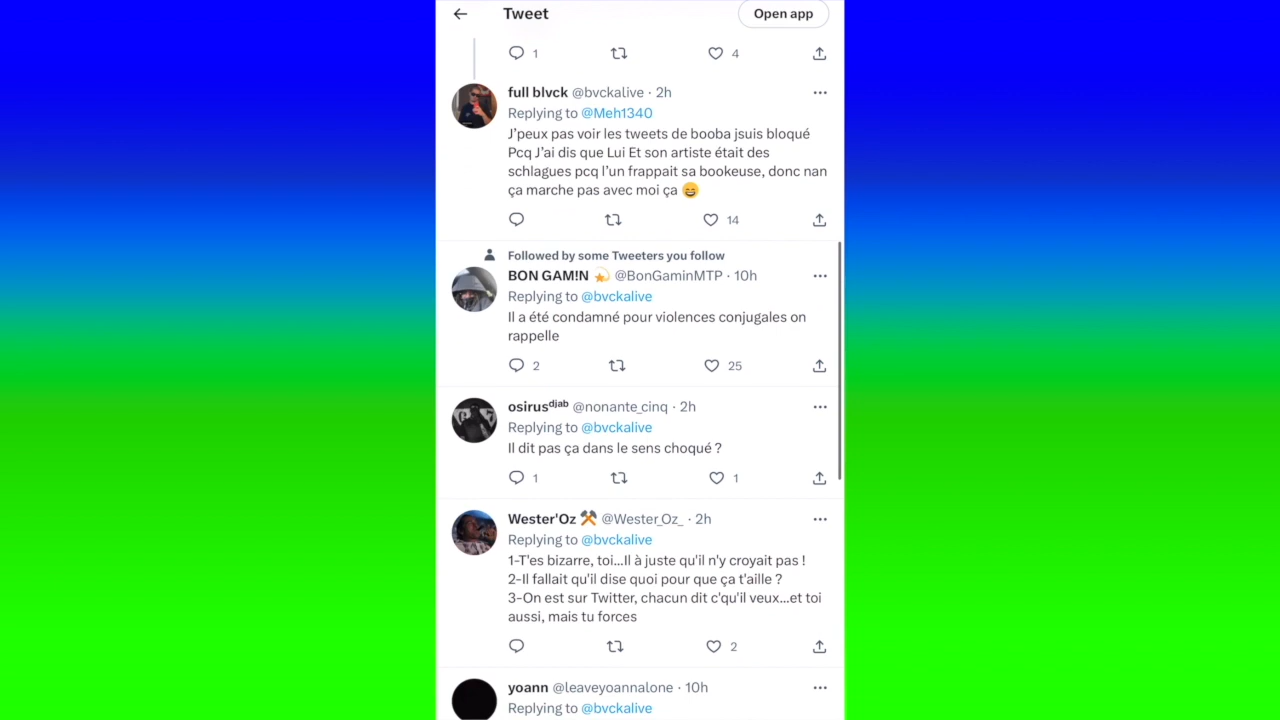 Tweet
Open app
1
4
full blvck @bvckalive · 2h
Replying to @Meh1340
J'peux pas voir les tweets de booba jsuis bloqué
Pcq J'ai dis que Lui Et son artiste était des
schlagues pcq l'un frappait sa bookeuse, donc nan
ça marche pas avec moi ça 😄
14
Followed by some Tweeters you follow
BON GAM!N 💫 @BonGaminMTP · 10h
Replying to @bvckalive
Il a été condamné pour violences conjugales on
rappelle
2
25
osirusᵈʲᵃᵇ @nonante_cinq · 2h
Replying to @bvckalive
Il dit pas ça dans le sens choqué ?
1
1
Wester'Oz ⚒️ @Wester_Oz_ · 2h
Replying to @bvckalive
1-T'es bizarre, toi...Il à juste qu'il n'y croyait pas !
2-Il fallait qu'il dise quoi pour que ça t'aille ?
3-On est sur Twitter, chacun dit c'qu'il veux...et toi
aussi, mais tu forces
2
yoann @leaveyoannalone · 10h
Replying to @bvckalive